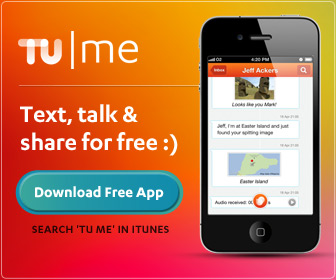 TU me
Text, talk &
share for free :)
Download Free App
SEARCH 'TU ME' IN ITUNES
4:20 PM
Inbox
Jeff Ackers
Looks like you Mark!
Jeff, I'm at Easter Island and just
found your spitting image
Easter Island
Audio received: 00